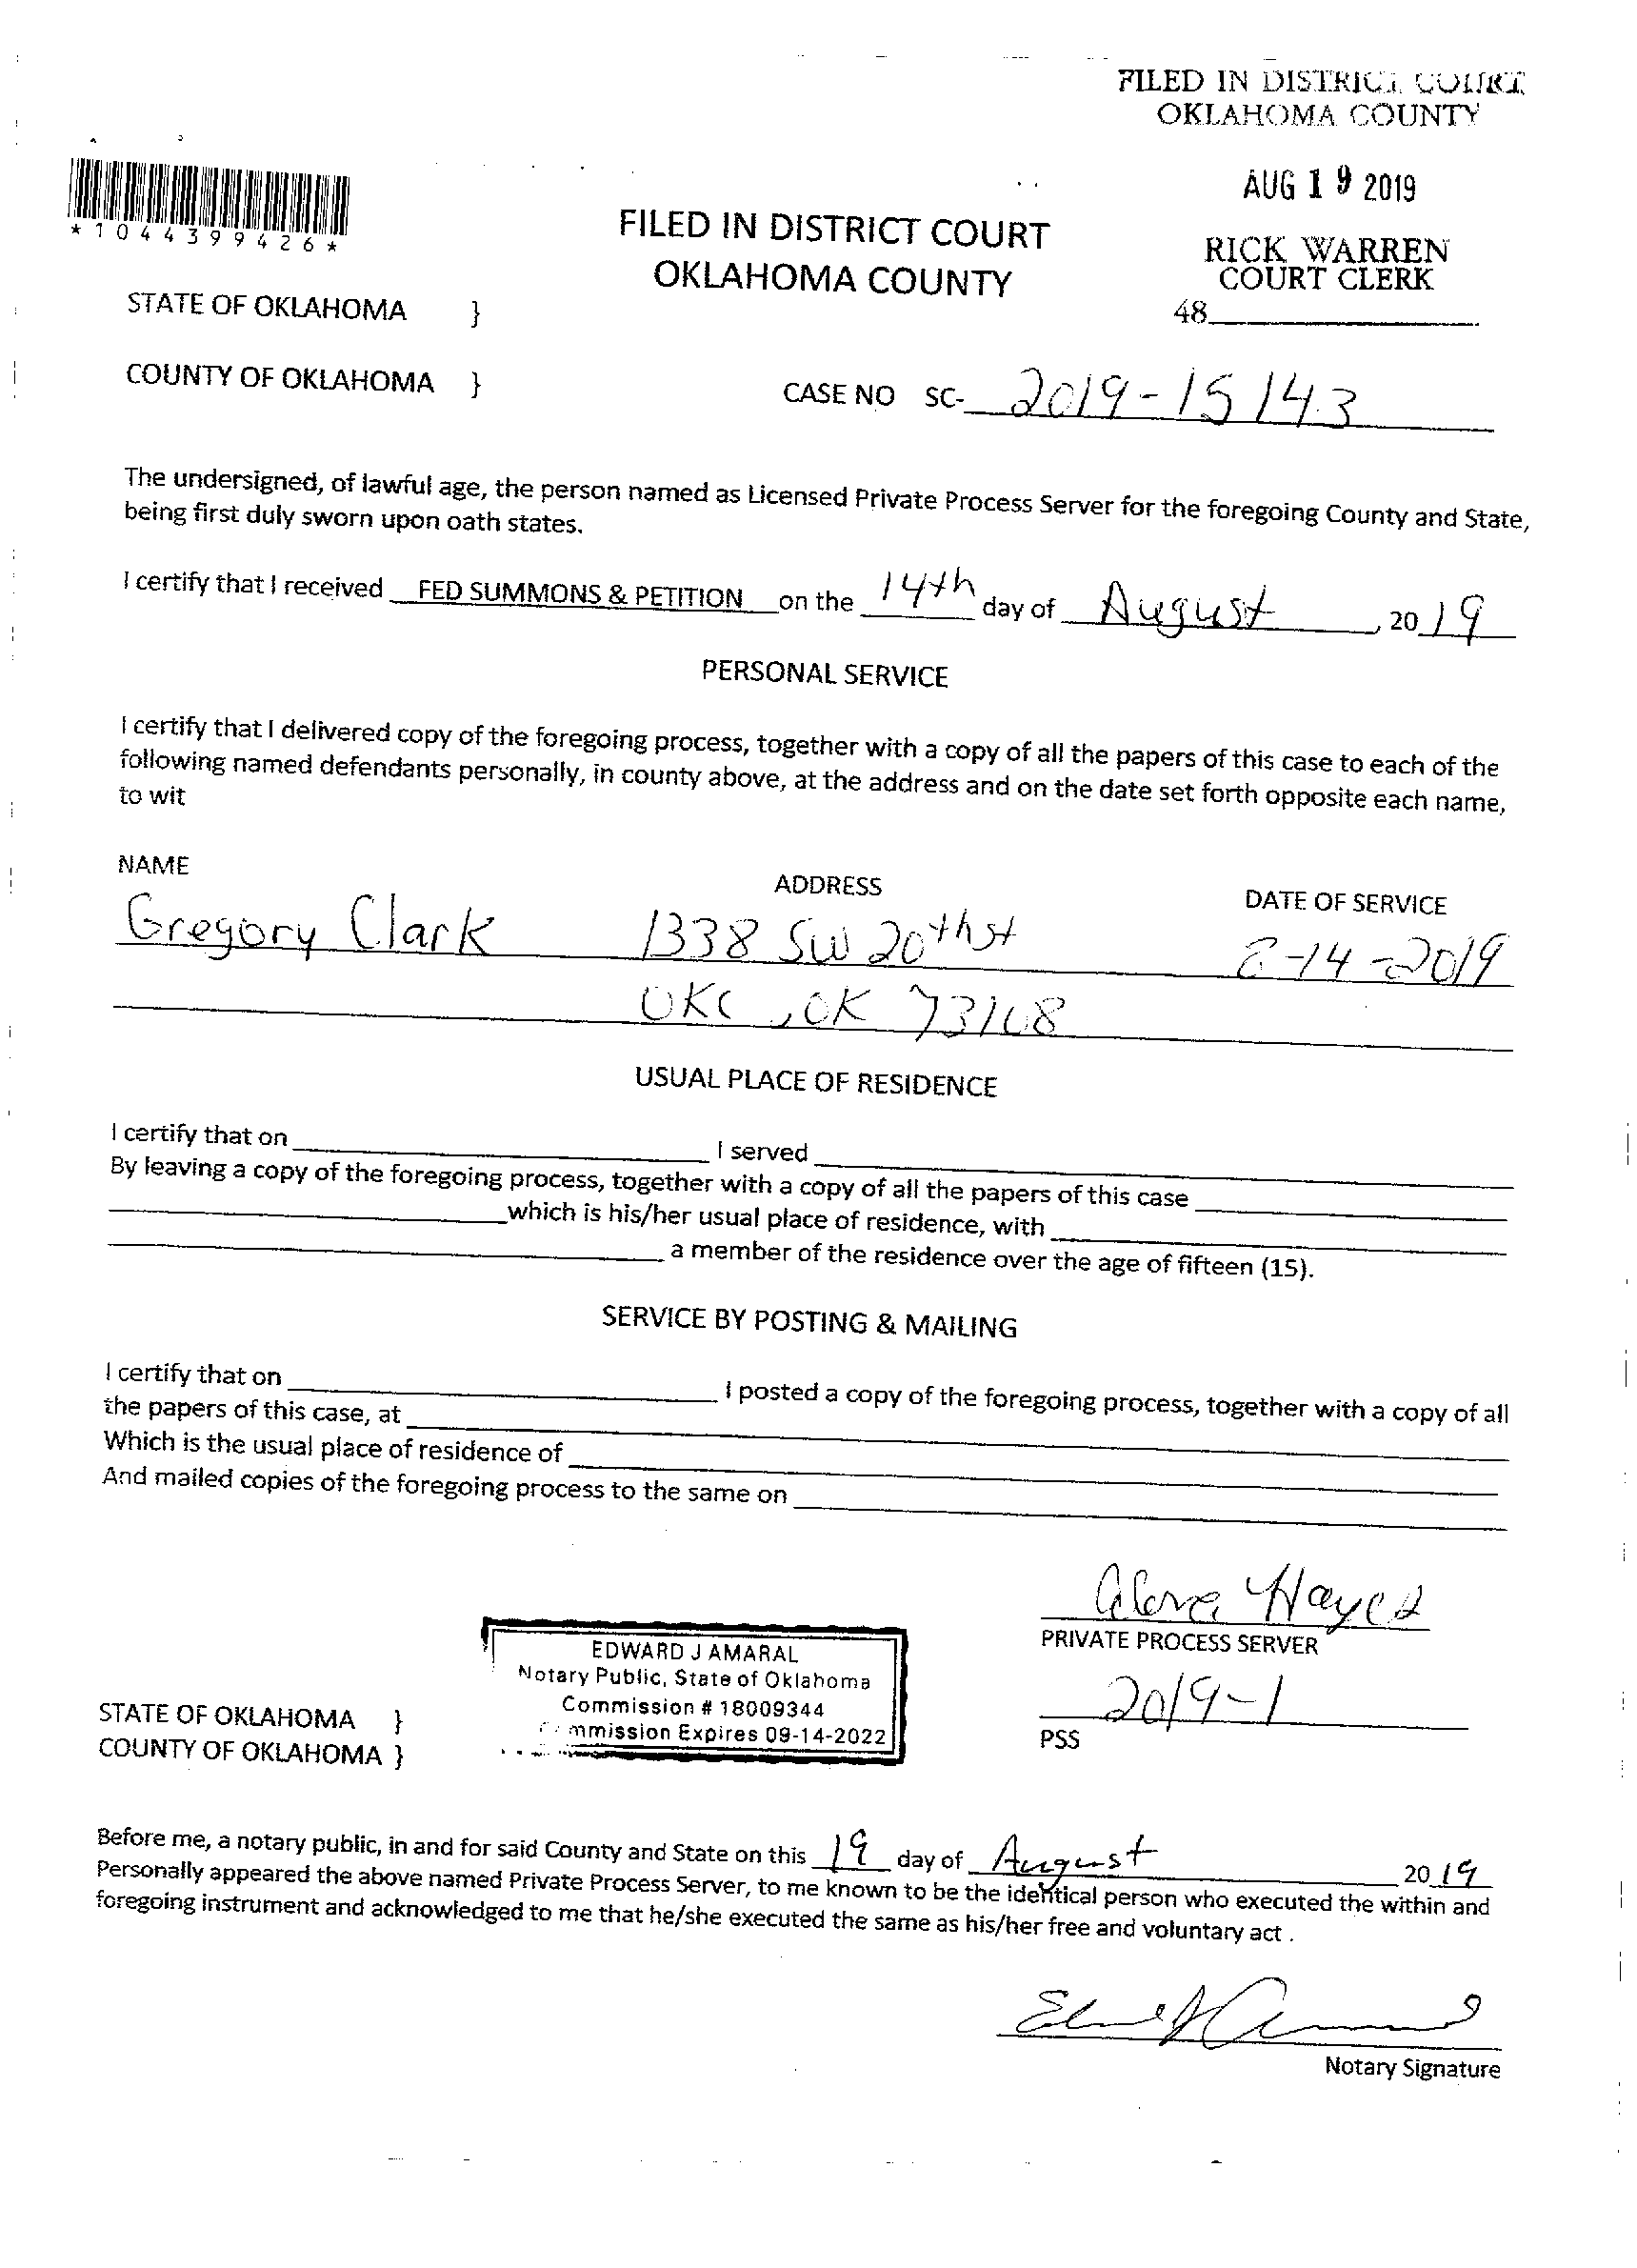 FILED IN DISTRICT COURT
OKLAHOMA COUNTY
AUG 19 2019
RICK WARREN
COURT CLERK
48
*1044399426*
FILED IN DISTRICT COURT
OKLAHOMA COUNTY
STATE OF OKLAHOMA }
COUNTY OF OKLAHOMA }
CASE NO SC- 2019-15143
The undersigned, of lawful age, the person named as Licensed Private Process Server for the foregoing County and State,
being first duly sworn upon oath states.
I certify that I received FED SUMMONS & PETITION on the 14th day of August, 2019
PERSONAL SERVICE
I certify that I delivered copy of the foregoing process, together with a copy of all the papers of this case to each of the
following named defendants personally, in county above, at the address and on the date set forth opposite each name,
to wit
NAME ADDRESS DATE OF SERVICE
Gregory Clark 1338 SW 20th st 8-14-2019
OKC, OK 73108
USUAL PLACE OF RESIDENCE
I certify that on I served
By leaving a copy of the foregoing process, together with a copy of all the papers of this case
which is his/her usual place of residence, with
a member of the residence over the age of fifteen (15).
SERVICE BY POSTING & MAILING
I certify that on I posted a copy of the foregoing process, together with a copy of all
the papers of this case, at
Which is the usual place of residence of
And mailed copies of the foregoing process to the same on
Hayes
PRIVATE PROCESS SERVER
EDWARD J AMARAL
Notary Public, State of Oklahoma
Commission # 18009344
Commission Expires 09-14-2022
2019-1
PSS
STATE OF OKLAHOMA }
COUNTY OF OKLAHOMA }
Before me, a notary public, in and for said County and State on this 19 day of August 2019
Personally appeared the above named Private Process Server, to me known to be the identical person who executed the within and
foregoing instrument and acknowledged to me that he/she executed the same as his/her free and voluntary act .
Notary Signature